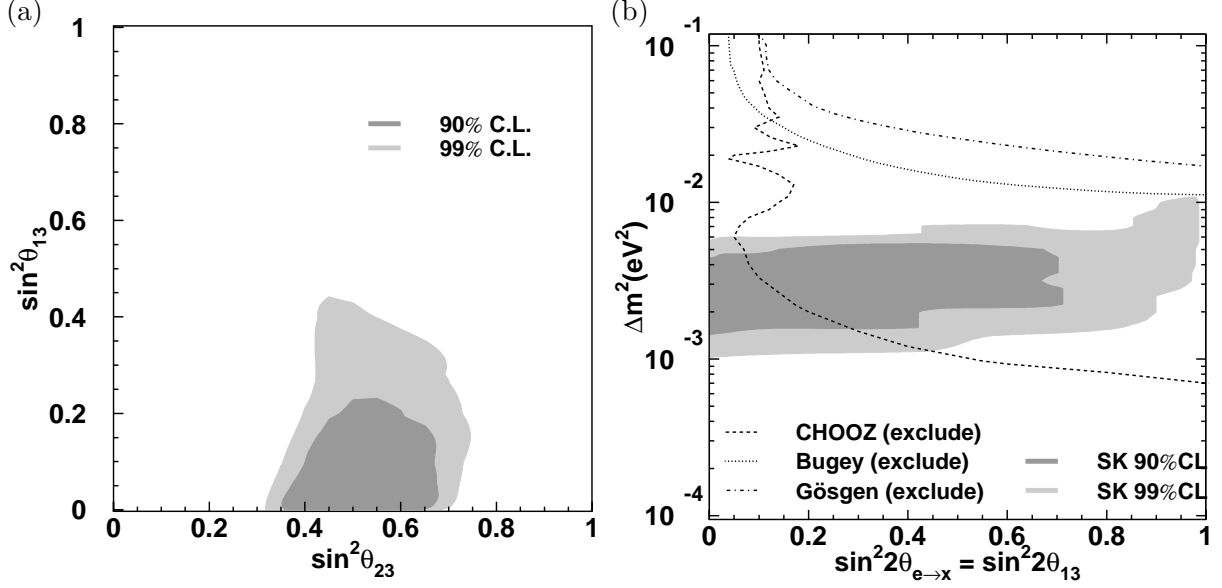 (a)
1
0.8
0.6
0.4
0.2
0
0 0.2 0.4 0.6 0.8 1
sin²θ₁₃
sin²θ₂₃
90% C.L.
99% C.L.
(b)
10⁻¹
10⁻²
10⁻³
10⁻⁴
0 0.2 0.4 0.6 0.8 1
Δm²(eV²)
sin²2θₑ→ₓ = sin²2θ₁₃
CHOOZ (exclude)
Bugey (exclude)
Gösgen (exclude)
SK 90%CL
SK 99%CL